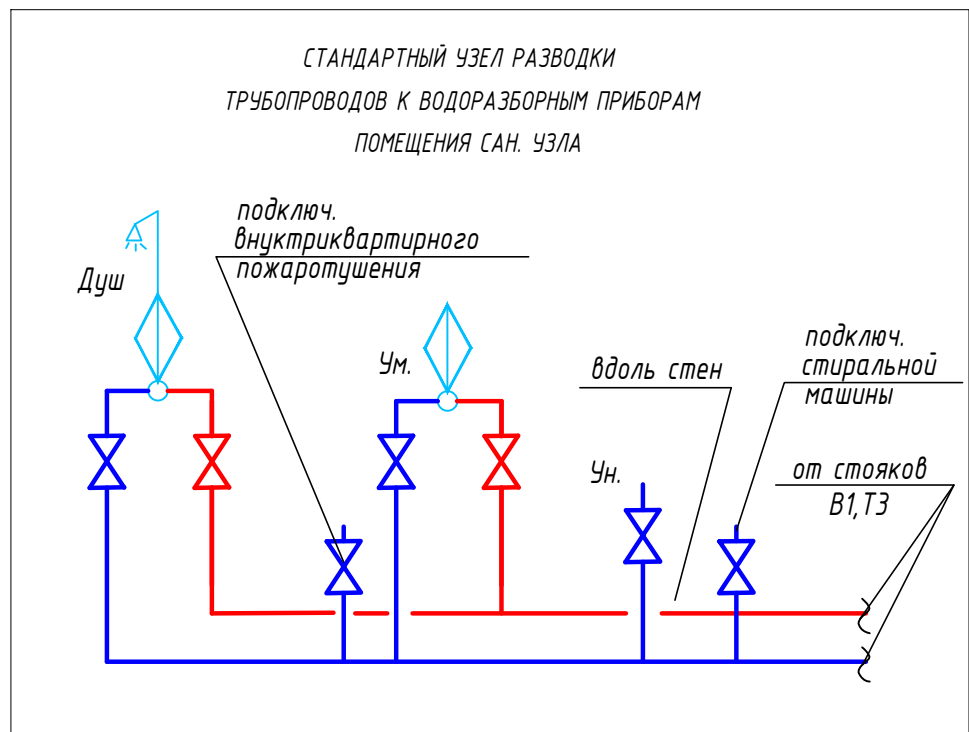 СТАНДАРТНЫЙ УЗЕЛ РАЗВОДКИ
ТРУБОПРОВОДОВ К ВОДОРАЗБОРНЫМ ПРИБОРАМ
ПОМЕЩЕНИЯ САН. УЗЛА
подключ.
внуктриквартирного
пожаротушения
Душ
Ум.
вдоль стен
подключ.
стиральной
машины
Ун.
от стояков
В1,Т3